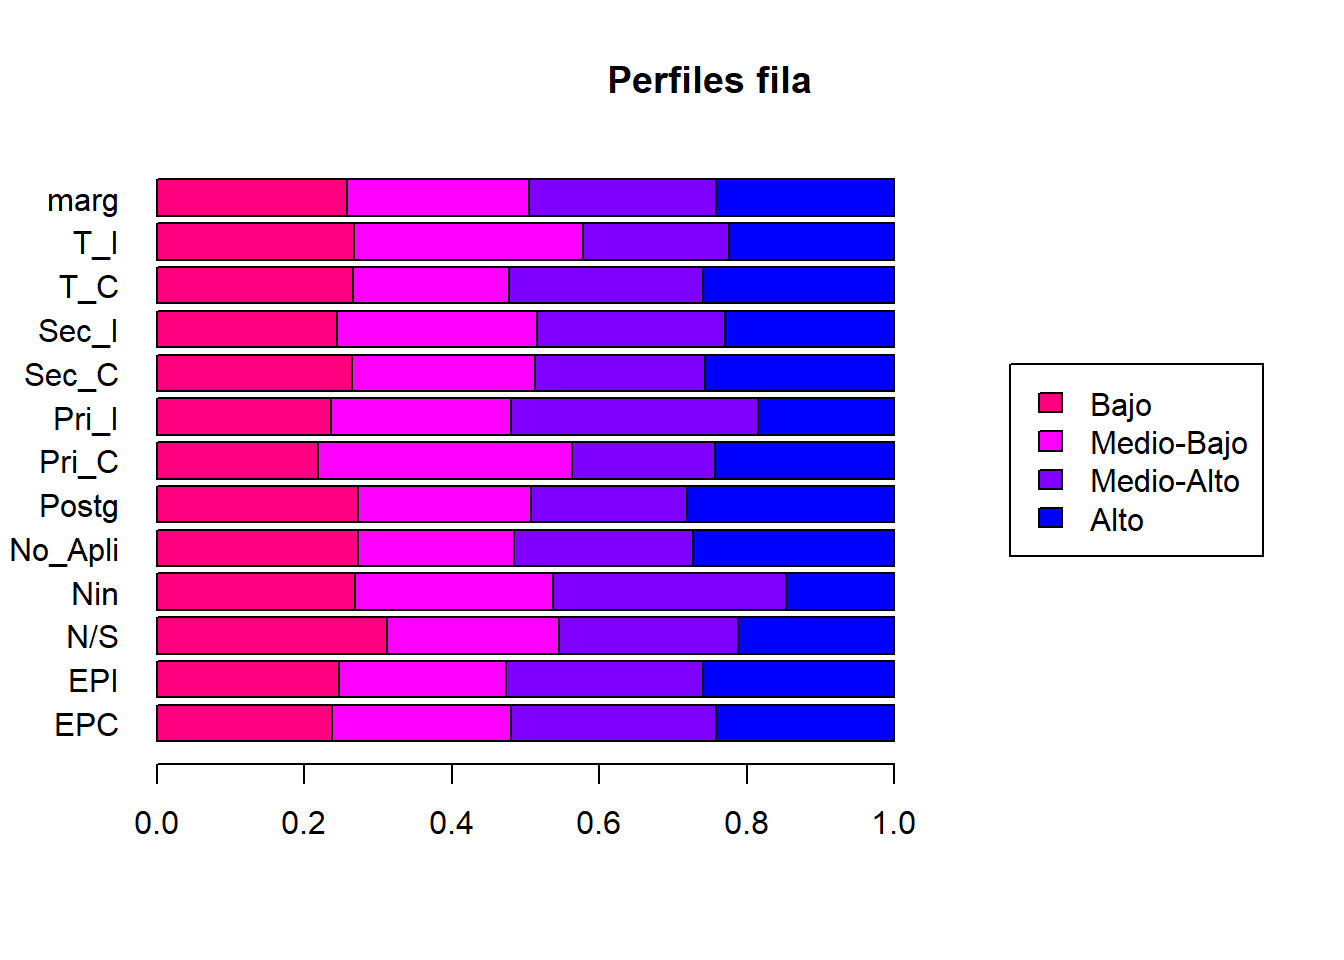 Perfiles fila
marg
T_I
T_C
Sec_I
Sec_C
Pri_I
Pri_C
Postg
No_Apli
Nin
N/S
EPI
EPC
0.0 0.2 0.4 0.6 0.8 1.0
Bajo
Medio-Bajo
Medio-Alto
Alto